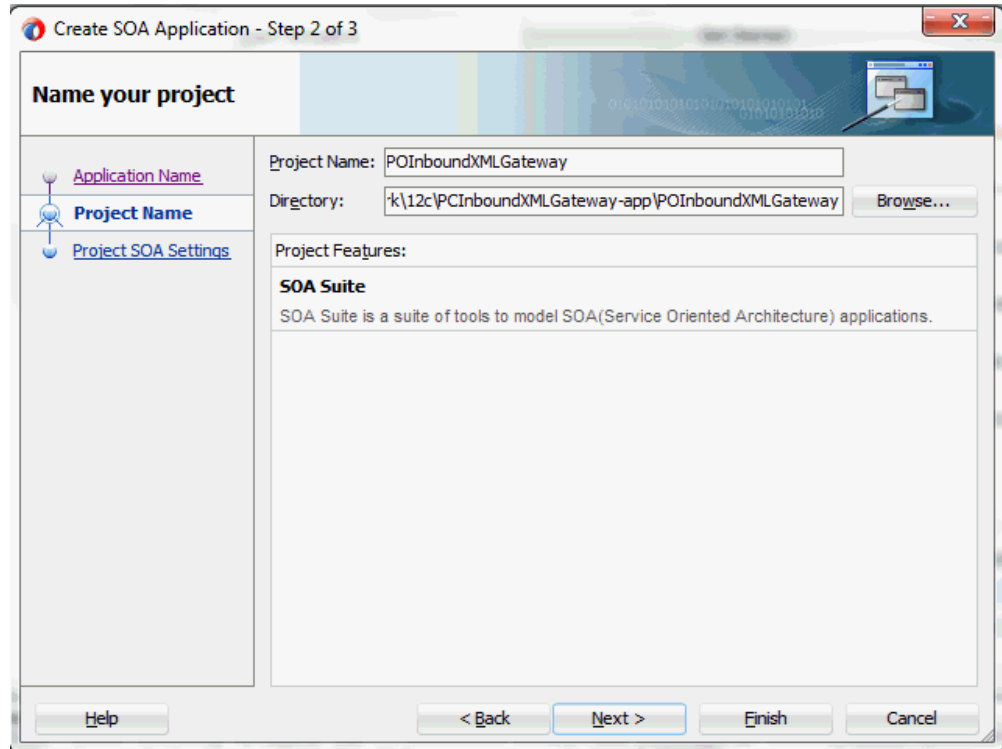 Create SOA Application - Step 2 of 3
Name your project
Application Name
Project Name
Project SOA Settings
Project Name: POInboundXMLGateway
Directory: rk\12c\PCInboundXMLGateway-app\POInboundXMLGateway Browse...
Project Features:
SOA Suite
SOA Suite is a suite of tools to model SOA(Service Oriented Architecture) applications.
Help < Back Next > Finish Cancel